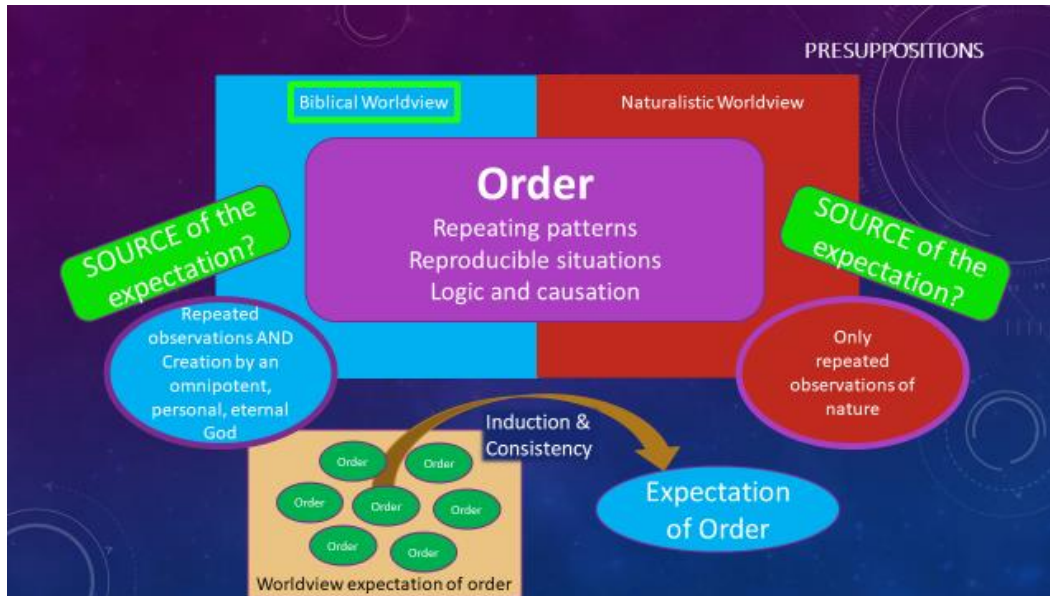 PRESUPPOSITIONS
Biblical Worldview
Naturalistic Worldview
Order
Repeating patterns
Reproducible situations
Logic and causation
SOURCE of the
expectation?
SOURCE of the
expectation?
Repeated
observations AND
Creation by an
omnipotent,
personal, eternal
God
Only
repeated
observations of
nature
Induction &
Consistency
Order
Order
Order
Order
Order
Order
Order
Expectation
of Order
Worldview expectation of order